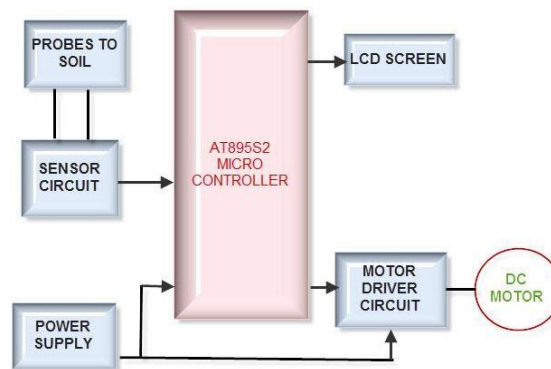 PROBES TO
SOIL
LCD SCREEN
AT895S2
MICRO
CONTROLLER
SENSOR
CIRCUIT
MOTOR
DRIVER
CIRCUIT
DC
MOTOR
POWER
SUPPLY